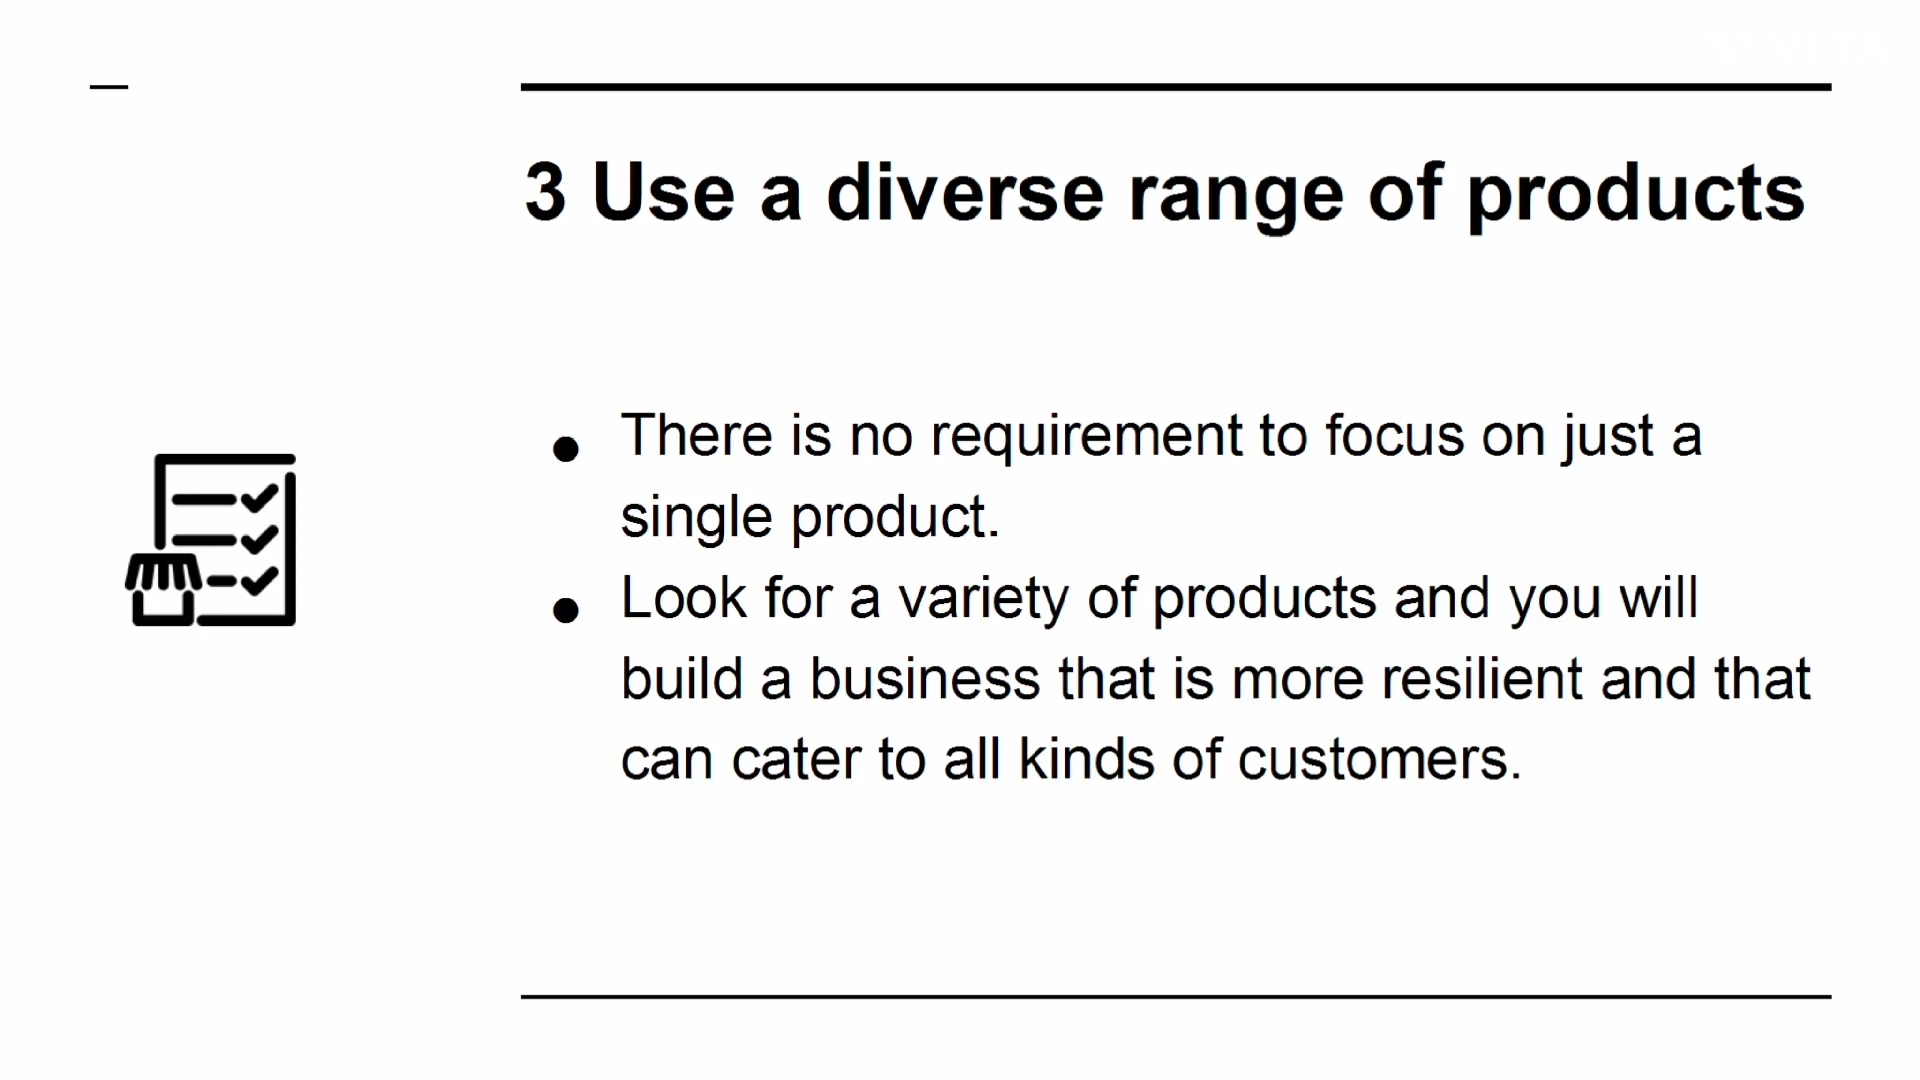 3 Use a diverse range of products
There is no requirement to focus on just a
single product.
Look for a variety of products and you will
build a business that is more resilient and that
can cater to all kinds of customers.